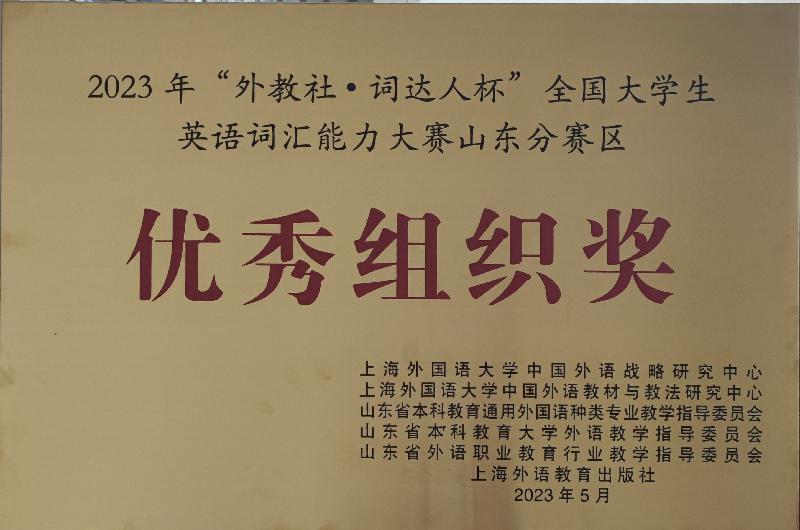 2023 年“外教社·词达人杯”全国大学生
英语词汇能力大赛山东分赛区
优秀组织奖
上海外国语大学中国外语战略研究中心
上海外国语大学中国外语教材与教法研究中心
山东省本科教育通用外国语种类专业教学指导委员会
山东省本科教育大学外语教学指导委员会
山东省外语职业教育行业教学指导委员会
上海外语教育出版社
2023 年 5 月